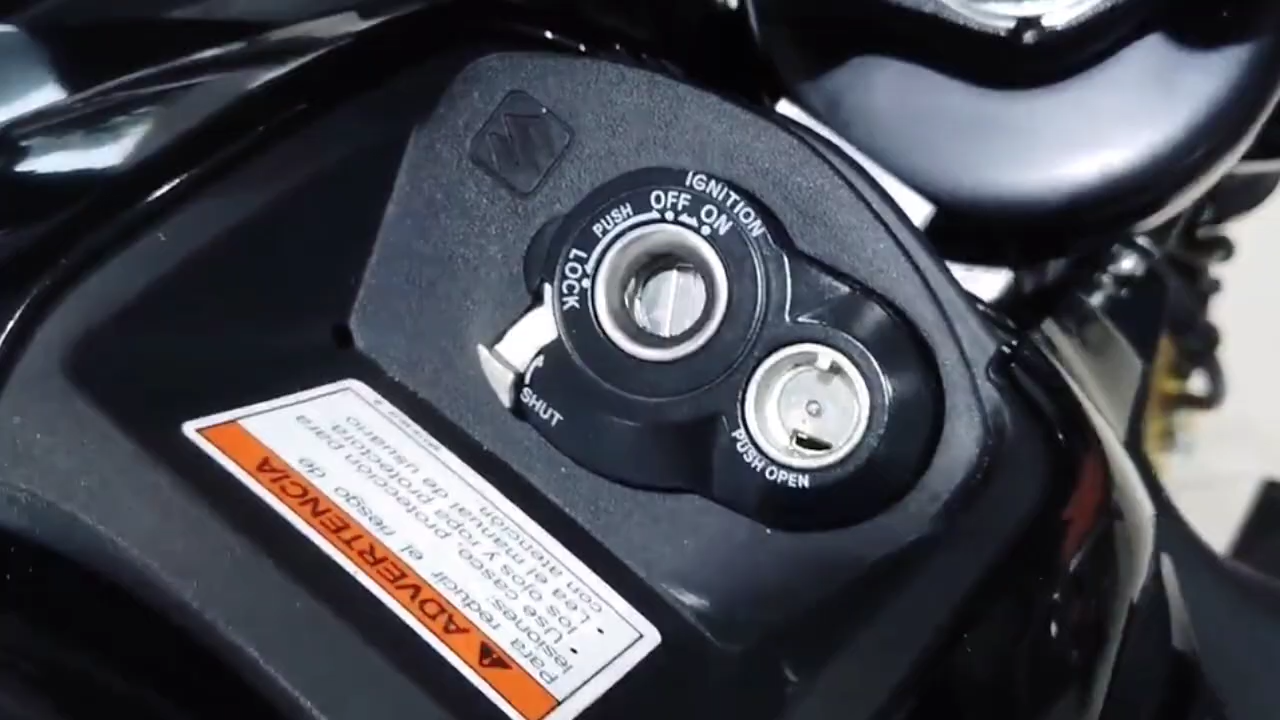 IGNITION
OFF
ON
PUSH
LOCK
SHUT
PUSH OPEN
ADVERTENCIA
Para reducir el riesgo de
lesiones:
Use casco, protección para
los ojos y ropa protectora
Lea el manual de usuario
con atención